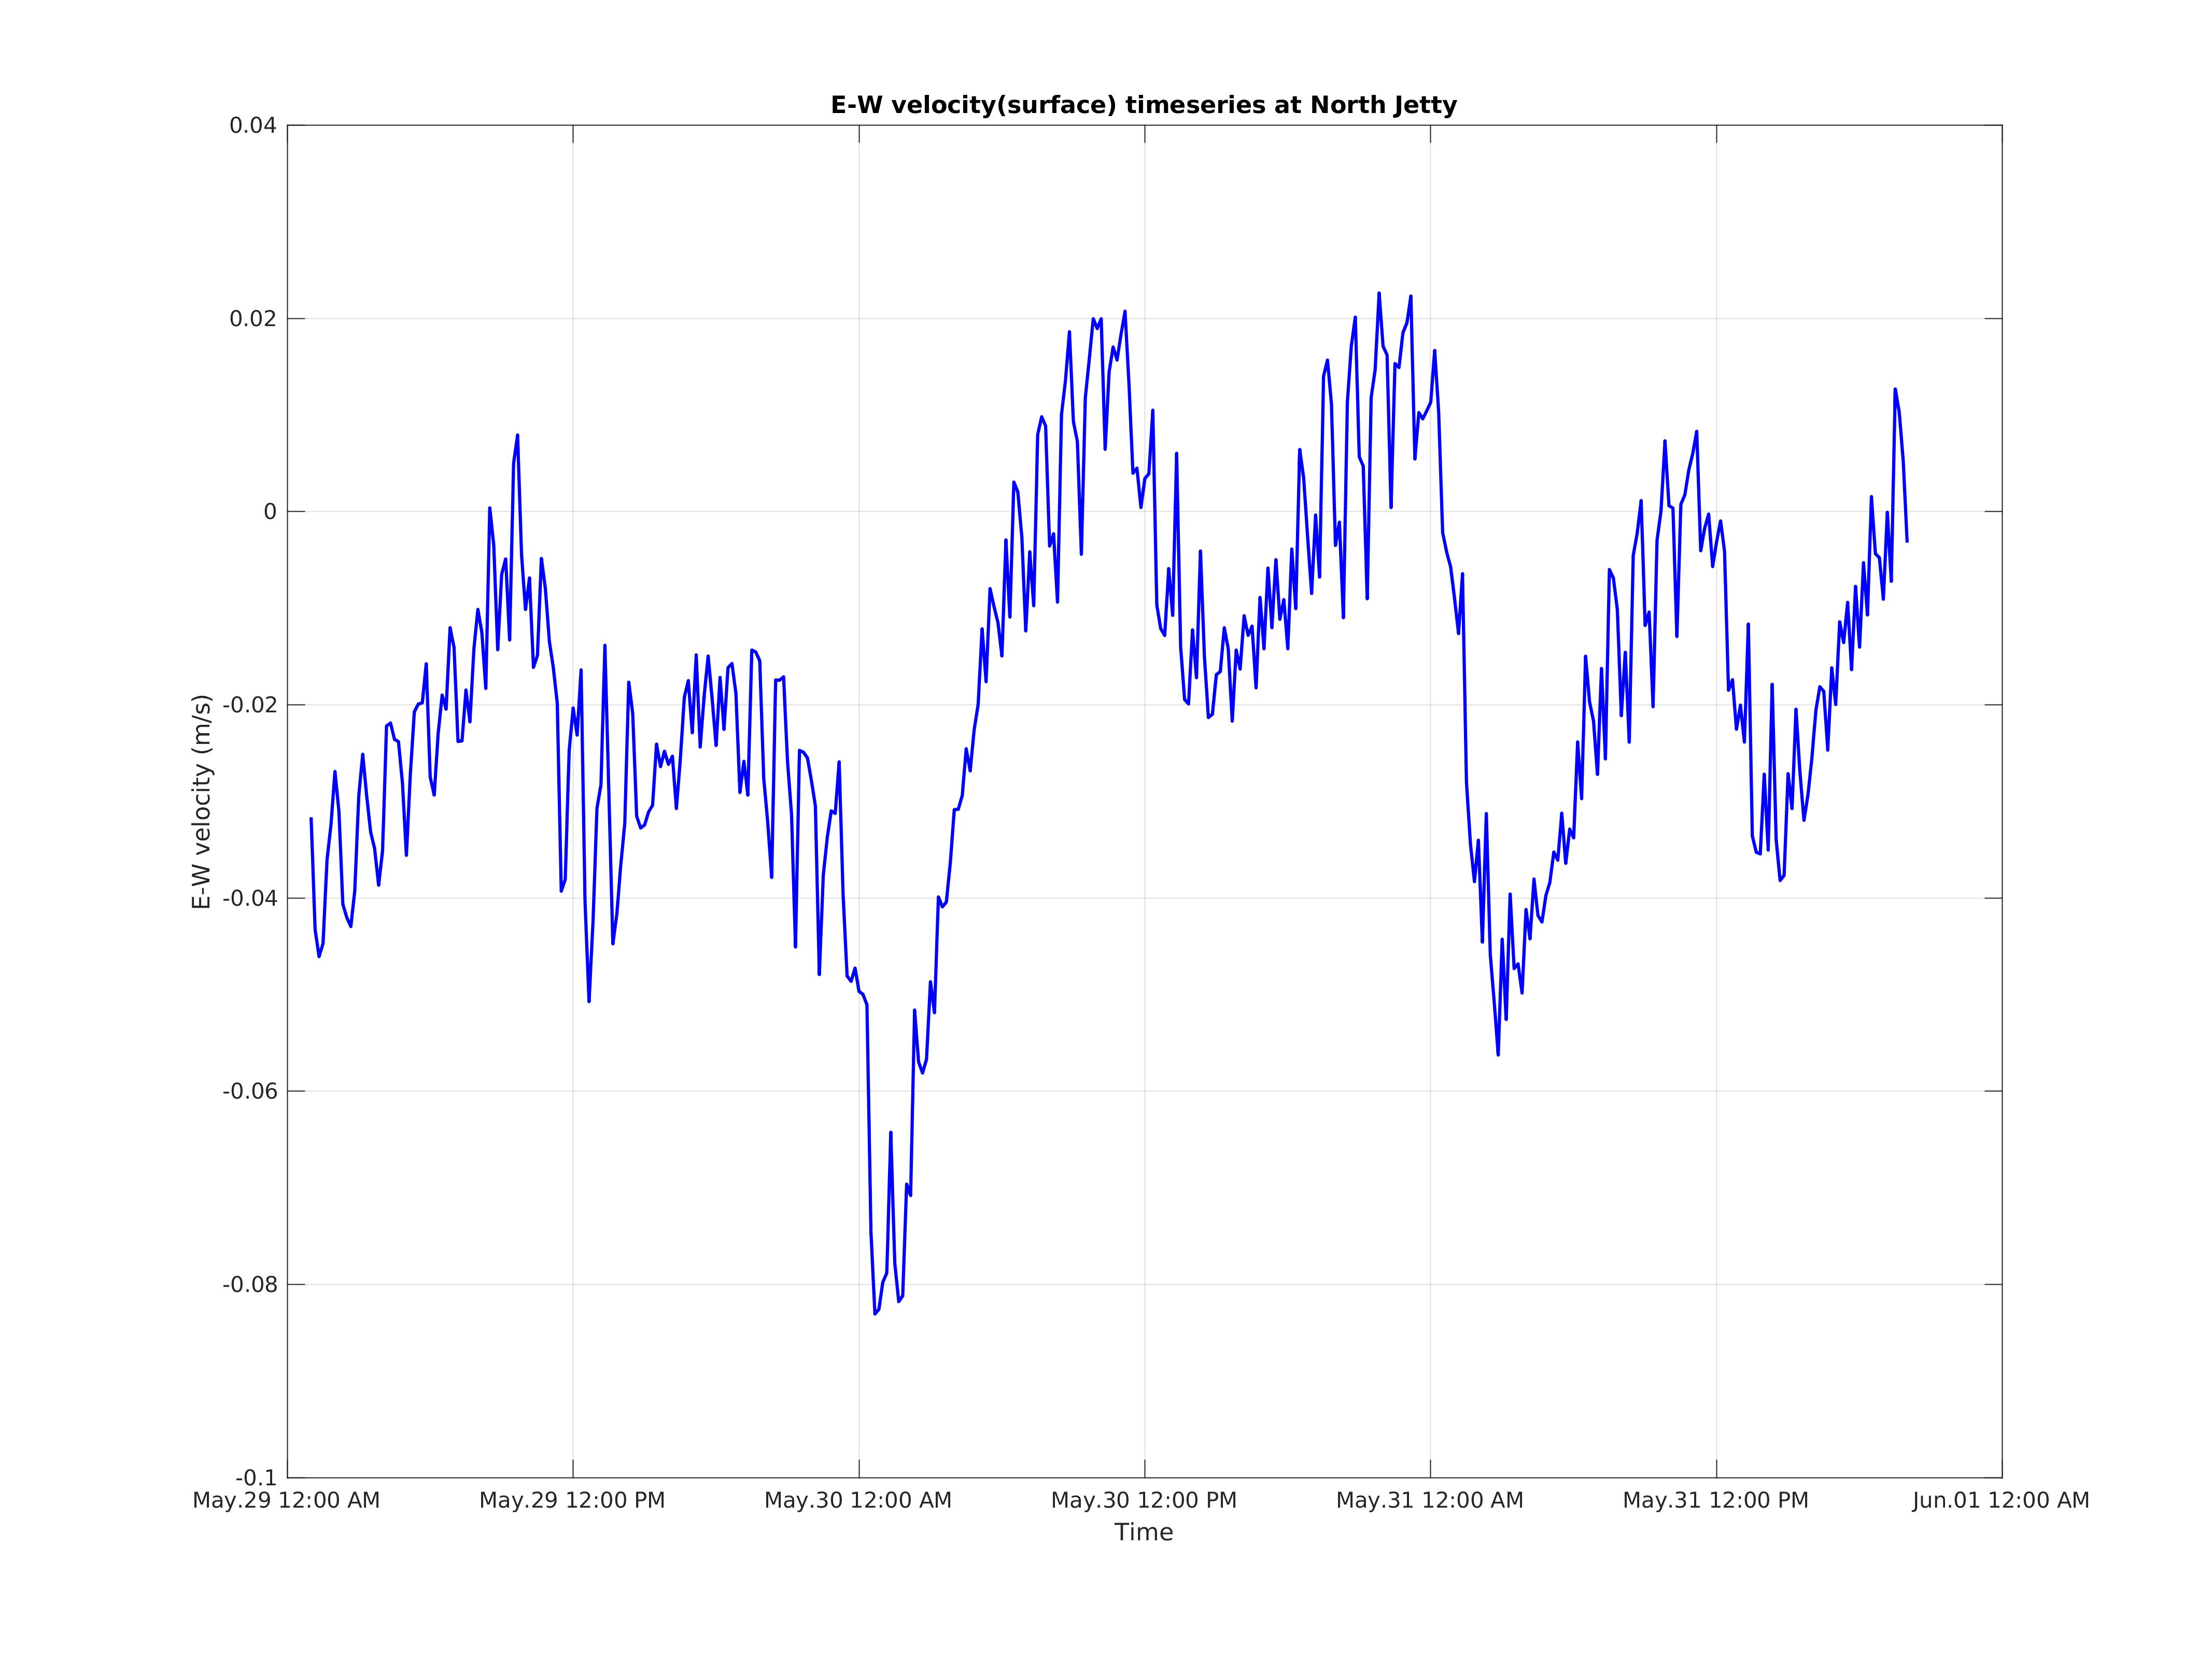 E-W velocity(surface) timeseries at North Jetty
0.04
0.02
0
-0.02
-0.04
-0.06
-0.08
-0.1
E-W velocity (m/s)
May.29 12:00 AM
May.29 12:00 PM
May.30 12:00 AM
May.30 12:00 PM
May.31 12:00 AM
May.31 12:00 PM
Jun.01 12:00 AM
Time